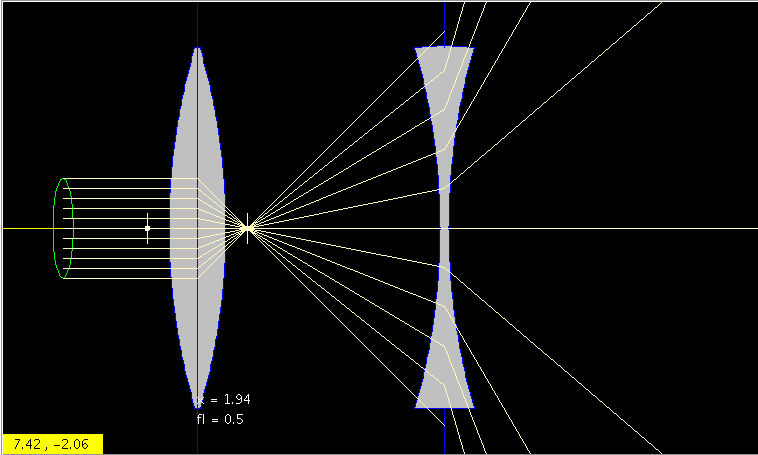 x = 1.94
fl = 0.5
7.42 , −2.06